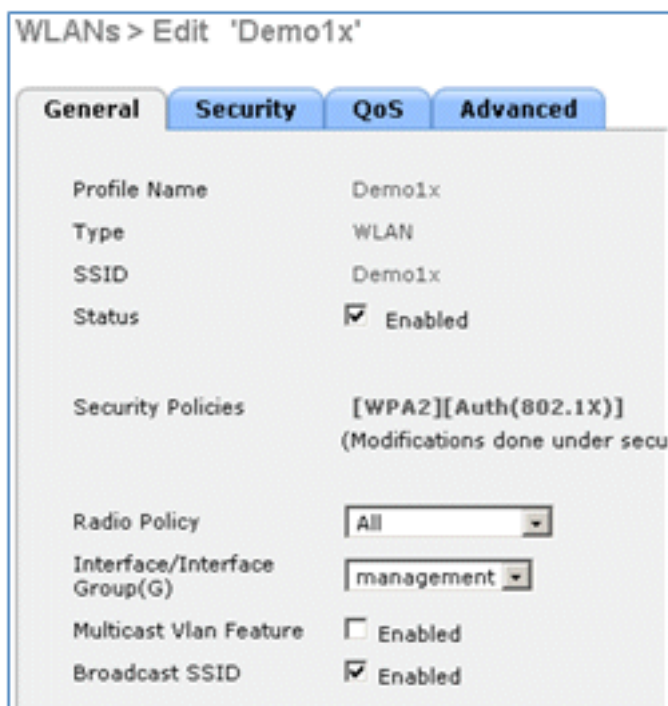 WLANs > Edit 'Demo1x'
General Security QoS Advanced
Profile Name Demo1x
Type WLAN
SSID Demo1x
Status Enabled
Security Policies [WPA2][Auth(802.1X)]
(Modifications done under secu
Radio Policy All
Interface/Interface
Group(G) management
Multicast Vlan Feature Enabled
Broadcast SSID Enabled